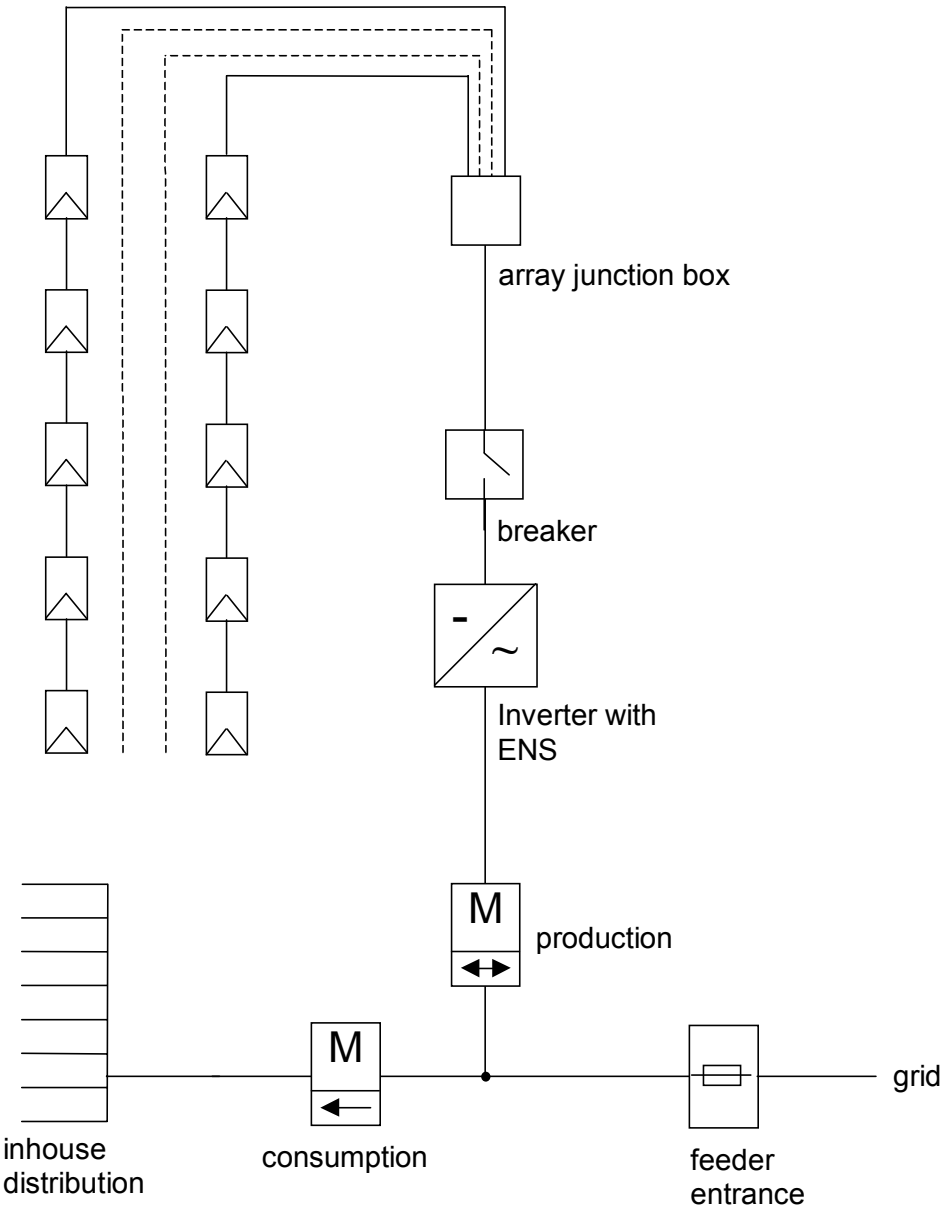 array junction box
breaker
-
~
Inverter with
ENS
M
production
M
grid
inhouse
distribution
consumption
feeder
entrance